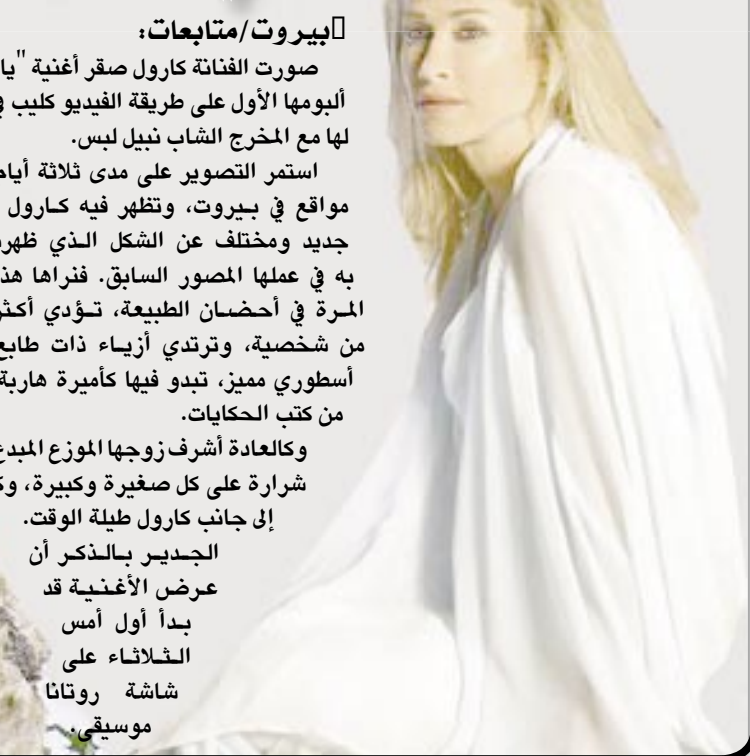 بيروت/متابعات:
صورت الفنانة كارول صقر أغنية "يا
ألبومها الأول على طريقة الفيديو كليب
لها مع المخرج الشاب نبيل لبس.
استمر التصوير على مدى ثلاثة أيام
مواقع في بيروت، وتظهر فيه كارول
جديد ومختلف عن الشكل الذي ظهر
به في عملها المصور السابق. فنراها هذ
المرة في أحضان الطبيعة، تؤدي أكثر
من شخصية، وترتدي أزياء ذات طابع
أسطوري مميز، تبدو فيها كأميرة هاربة
من كتب الحكايات.
وكالعادة أشرف زوجها الموزع المبدع
شرارة على كل صغيرة وكبيرة،
إلى جانب كارول طيلة الوقت.
الجدير بالذكر أن
عرض الأغنية قد
بدأ أول أمس
الثلاثاء على
شاشة روتانا
موسيقى.